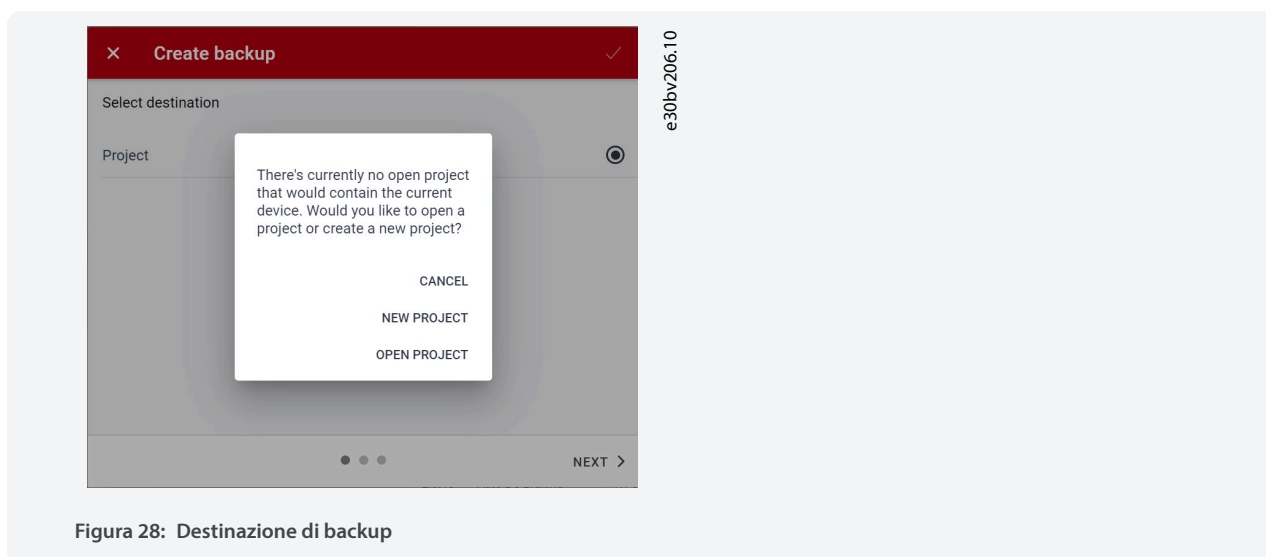 × Create backup
Select destination
Project
There's currently no open project
that would contain the current
device. Would you like to open a
project or create a new project?
CANCEL
NEW PROJECT
OPEN PROJECT
NEXT >
e30bv206.10
Figura 28: Destinazione di backup